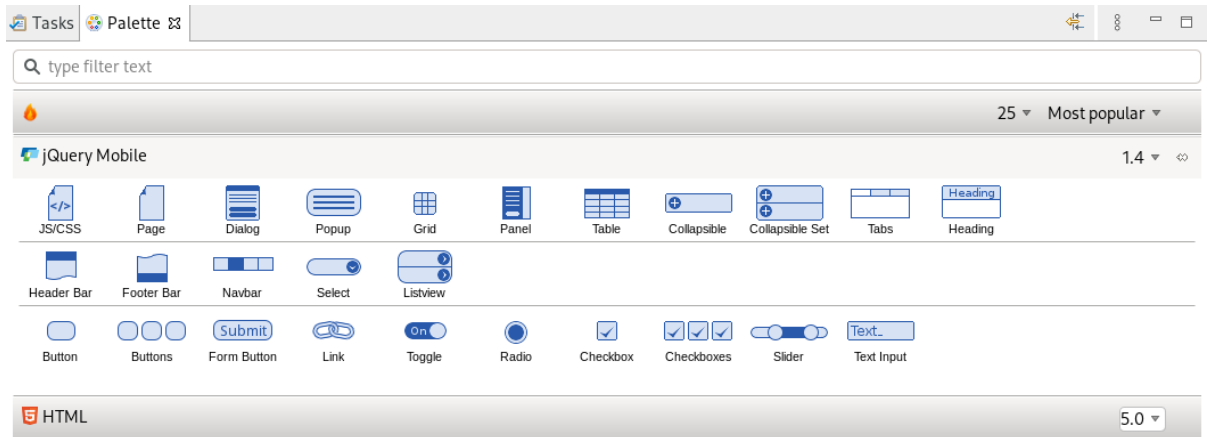 Tasks Palette
type filter text
25 Most popular
jQuery Mobile 1.4
</> Heading
JS/CSS Page Dialog Popup Grid Panel Table Collapsible Collapsible Set Tabs Heading
Header Bar Footer Bar Navbar Select Listview
Submit On Text_
Button Buttons Form Button Link Toggle Radio Checkbox Checkboxes Slider Text Input
HTML 5.0